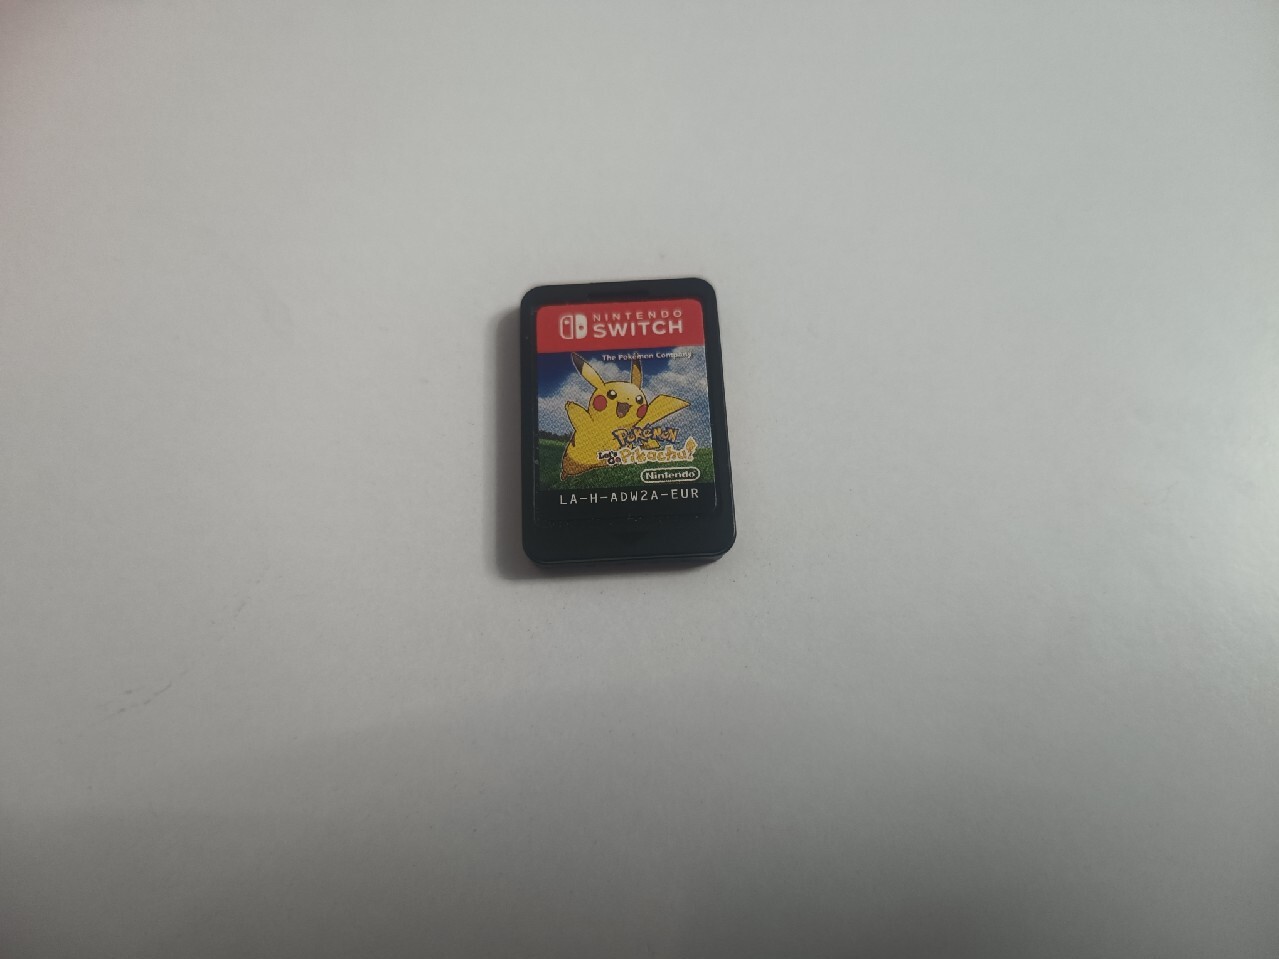 NINTENDO
SWITCH
The Pokémon Company
POKéMON
Let's Go
Pikachu!
Nintendo
LA-H-ADW2A-EUR